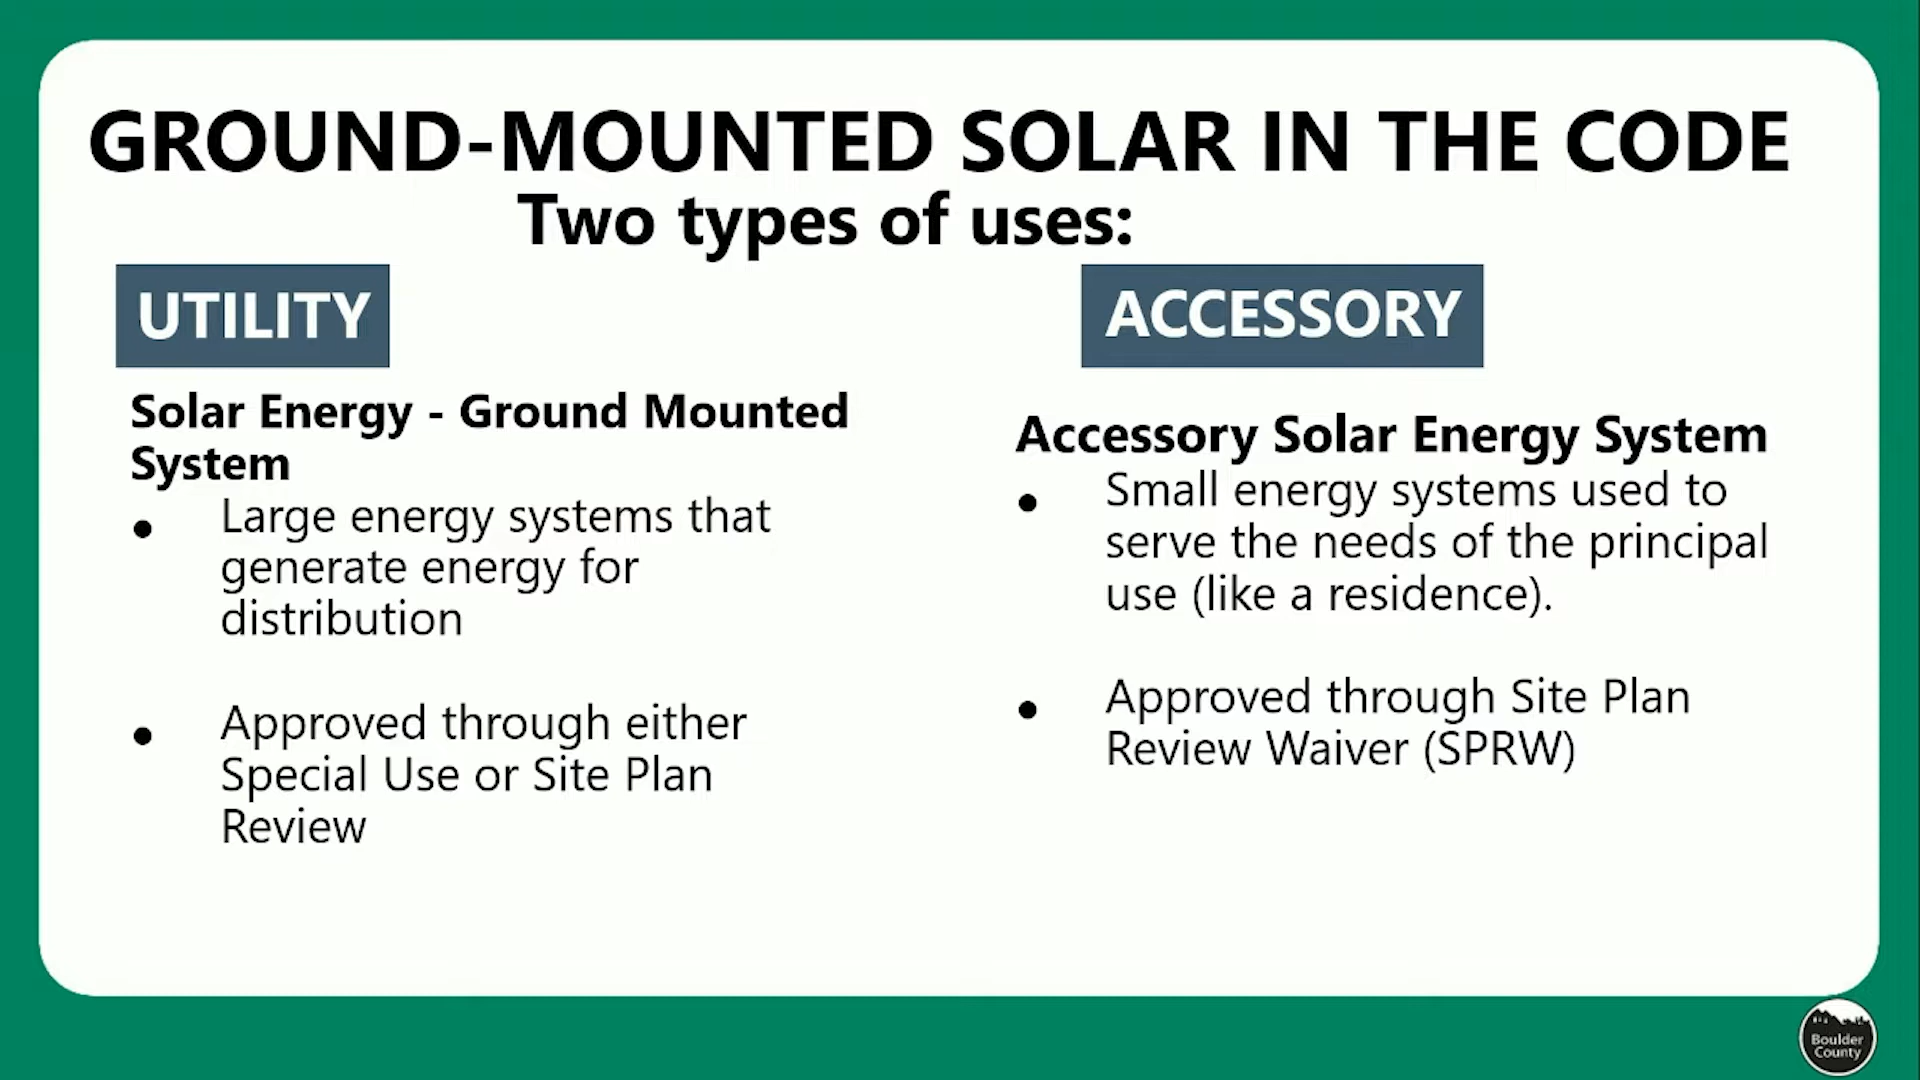 GROUND-MOUNTED SOLAR IN THE CODE
Two types of uses:
UTILITY
Solar Energy - Ground Mounted
System
• Large energy systems that
generate energy for
distribution
• Approved through either
Special Use or Site Plan
Review
ACCESSORY
Accessory Solar Energy System
• Small energy systems used to
serve the needs of the principal
use (like a residence).
• Approved through Site Plan
Review Waiver (SPRW)
Boulder
County